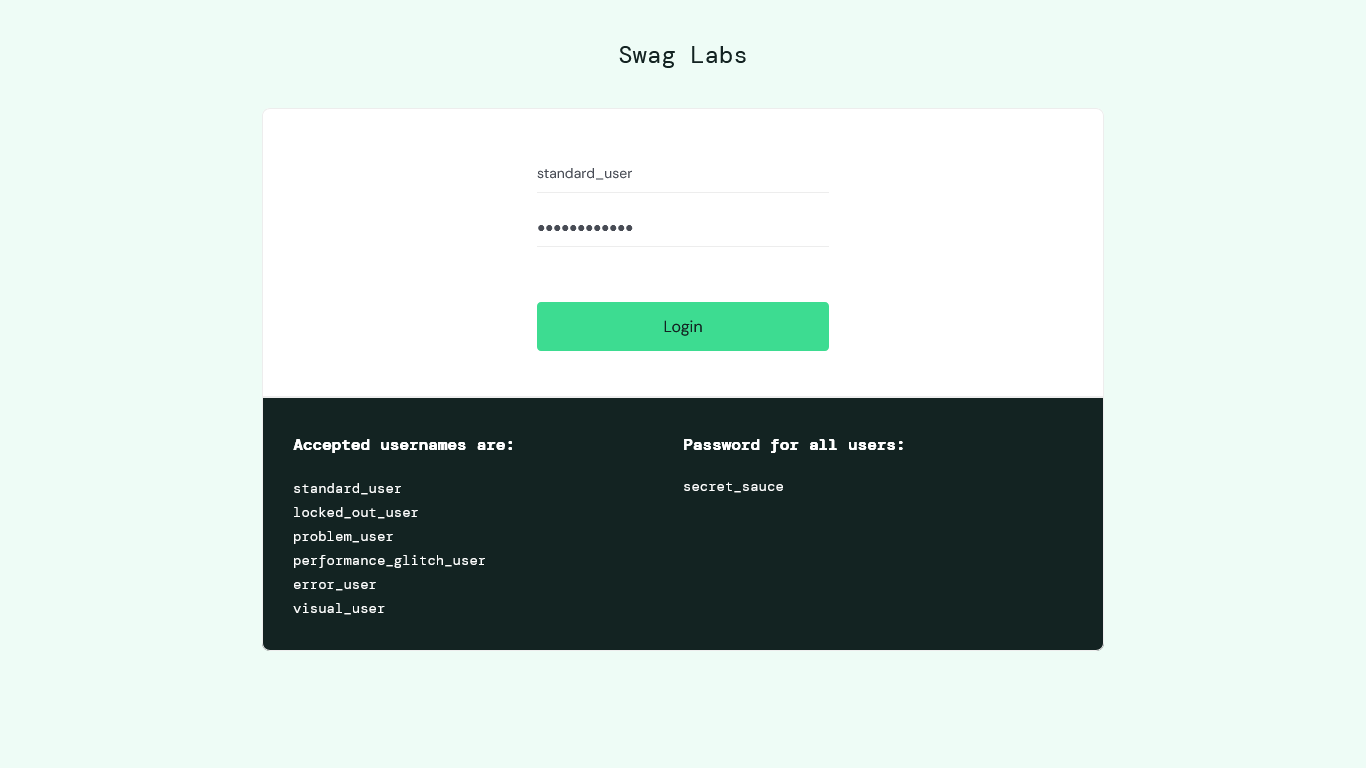 Swag Labs
standard_user
••••••••••••
Login
Accepted usernames are:
standard_user
locked_out_user
problem_user
performance_glitch_user
error_user
visual_user
Password for all users:
secret_sauce